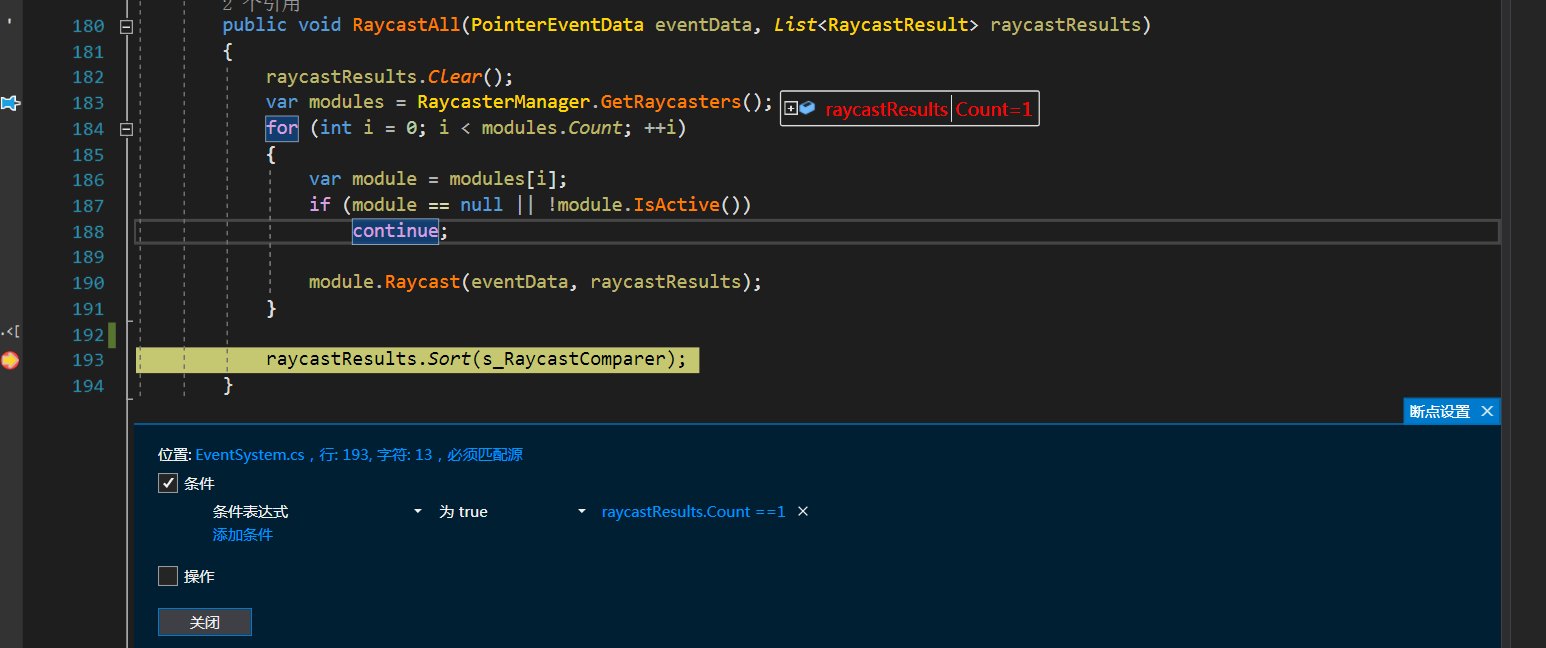 2 个引用
180 public void RaycastAll(PointerEventData eventData, List<RaycastResult> raycastResults)
181 {
182 raycastResults.Clear();
183 var modules = RaycasterManager.GetRaycasters(); raycastResults Count=1
184 for (int i = 0; i < modules.Count; ++i)
185 {
186 var module = modules[i];
187 if (module == null || !module.IsActive())
188 continue;
189
190 module.Raycast(eventData, raycastResults);
191 }
192
193 raycastResults.Sort(s_RaycastComparer);
194 }
断点设置
位置: EventSystem.cs，行: 193, 字符: 13，必须匹配源
条件
条件表达式 为 true raycastResults.Count ==1
添加条件
操作
关闭